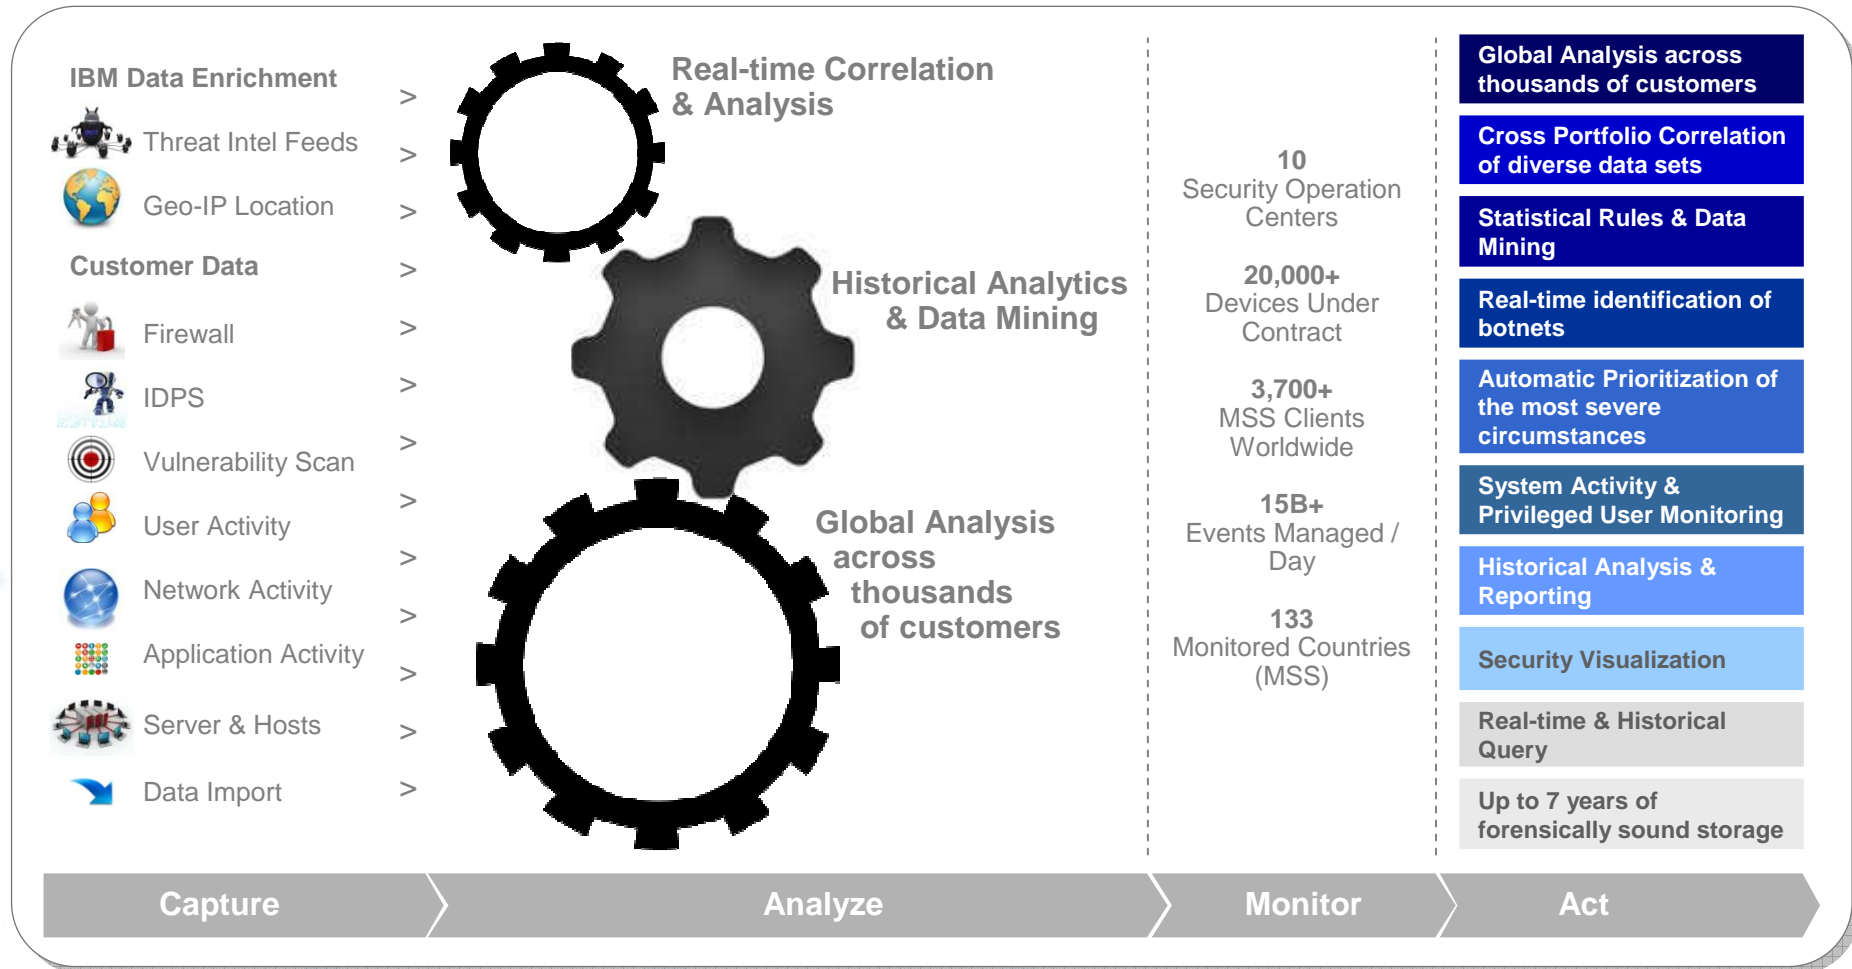 IBM Data Enrichment
Threat Intel Feeds
Geo-IP Location
Customer Data
Firewall
IDPS
Vulnerability Scan
User Activity
Network Activity
Application Activity
Server & Hosts
Data Import
>
>
>
>
>
>
>
>
>
>
>
>
>
Real-time Correlation
& Analysis
Historical Analytics
& Data Mining
Global Analysis
across
thousands
of customers
10
Security Operation
Centers
20,000+
Devices Under
Contract
3,700+
MSS Clients
Worldwide
15B+
Events Managed /
Day
133
Monitored Countries
(MSS)
Global Analysis across
thousands of customers
Cross Portfolio Correlation
of diverse data sets
Statistical Rules & Data
Mining
Real-time identification of
botnets
Automatic Prioritization of
the most severe
circumstances
System Activity &
Privileged User Monitoring
Historical Analysis &
Reporting
Security Visualization
Real-time & Historical
Query
Up to 7 years of
forensically sound storage
Capture
Analyze
Monitor
Act